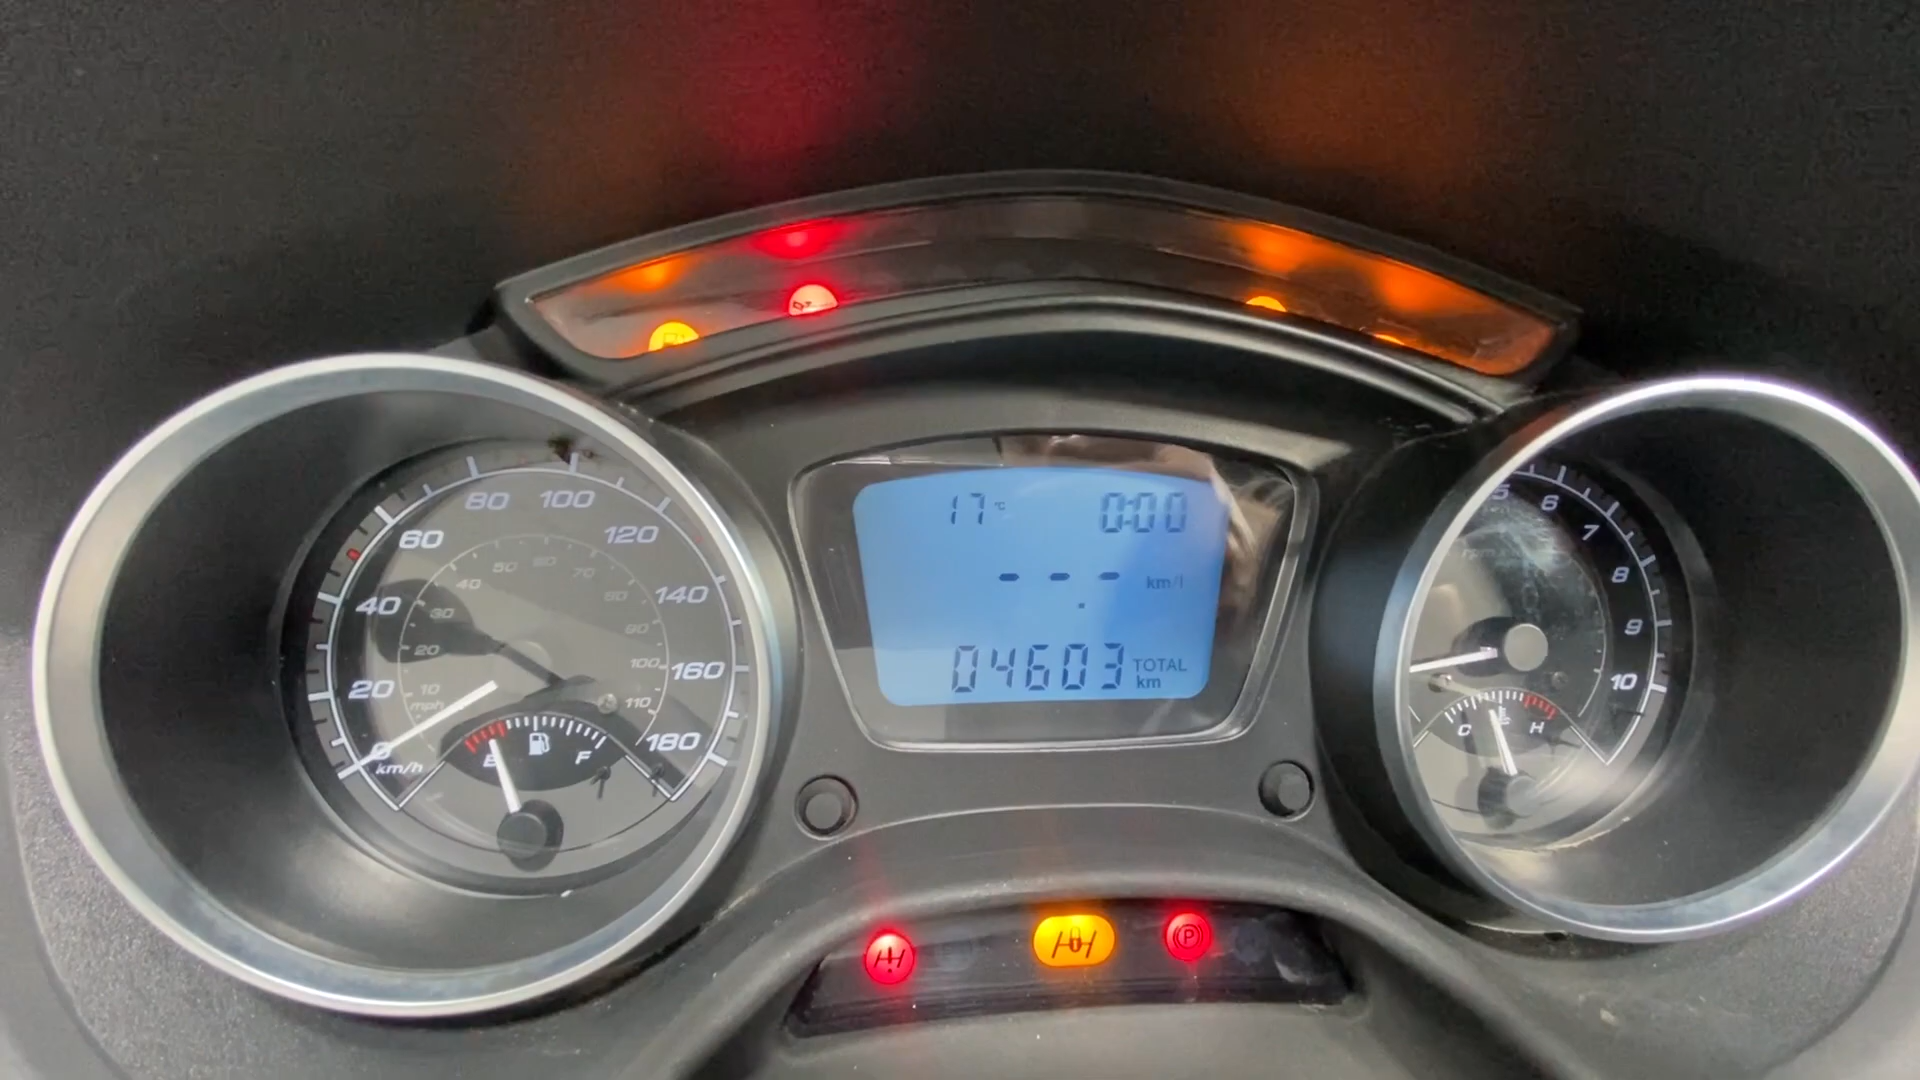 17 °C 0:00
--- km/l
04603 TOTAL km
0 20 40 60 80 100 120 140 160 180
km/h
10 20 30 40 50 60 70 80 90 100 110
mph
E F
5 6 7 8 9 10
C H
P